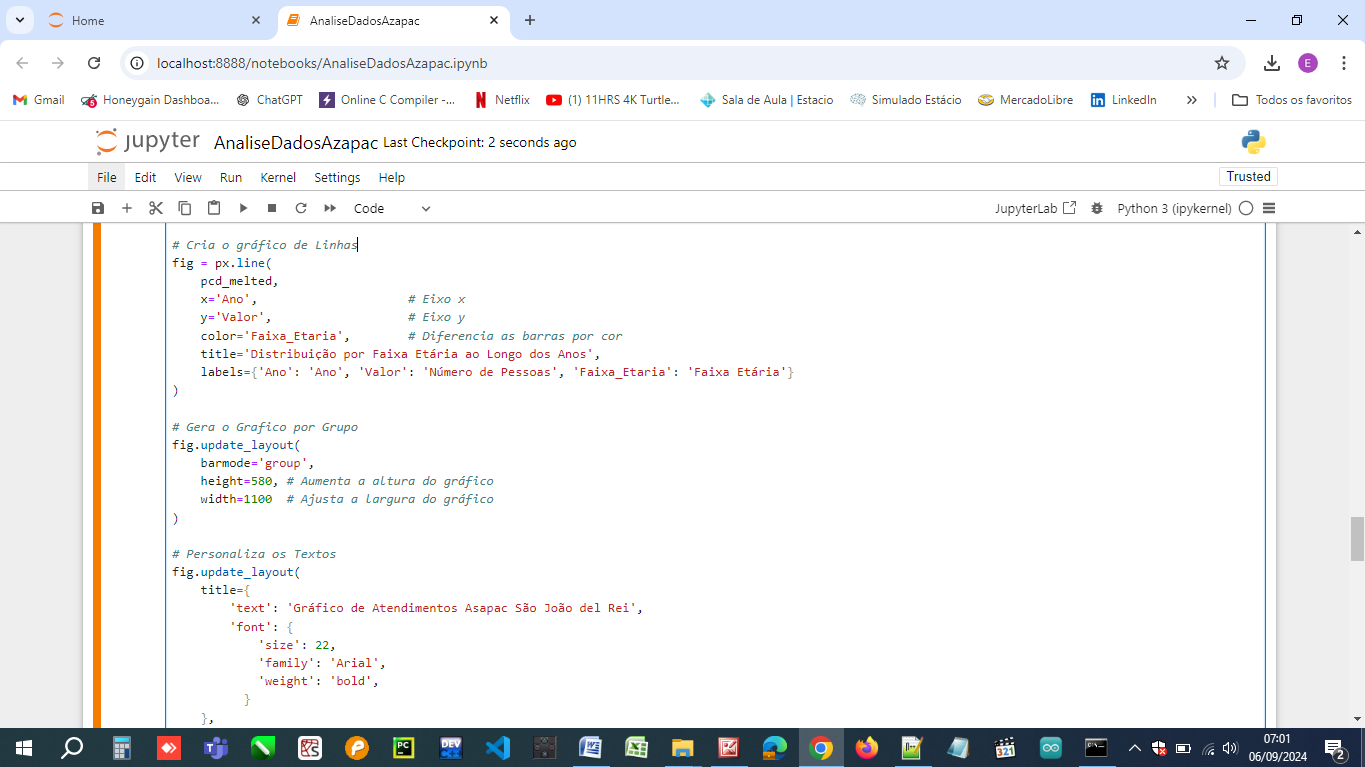 Home
AnaliseDadosAzapac
localhost:8888/notebooks/AnaliseDadosAzapac.ipynb
E
Gmail
Honeygain Dashboa...
ChatGPT
Online C Compiler -...
Netflix
(1) 11HRS 4K Turtle...
Sala de Aula | Estacio
Simulado Estácio
MercadoLibre
LinkedIn
Todos os favoritos
jupyter AnaliseDadosAzapac Last Checkpoint: 2 seconds ago
File Edit View Run Kernel Settings Help
Trusted
Code
JupyterLab
Python 3 (ipykernel)
# Cria o gráfico de Linhas
fig = px.line(
    pcd_melted,
    x='Ano',                     # Eixo x
    y='Valor',                   # Eixo y
    color='Faixa_Etaria',        # Diferencia as barras por cor
    title='Distribuição por Faixa Etária ao Longo dos Anos',
    labels={'Ano': 'Ano', 'Valor': 'Número de Pessoas', 'Faixa_Etaria': 'Faixa Etária'}
)
# Gera o Grafico por Grupo
fig.update_layout(
    barmode='group',
    height=580, # Aumenta a altura do gráfico
    width=1100  # Ajusta a largura do gráfico
)
# Personaliza os Textos
fig.update_layout(
    title={
        'text': 'Gráfico de Atendimentos Asapac São João del Rei',
        'font': {
            'size': 22,
            'family': 'Arial',
            'weight': 'bold',
          }
    },
PC
DEV
321
07:01
06/09/2024
2